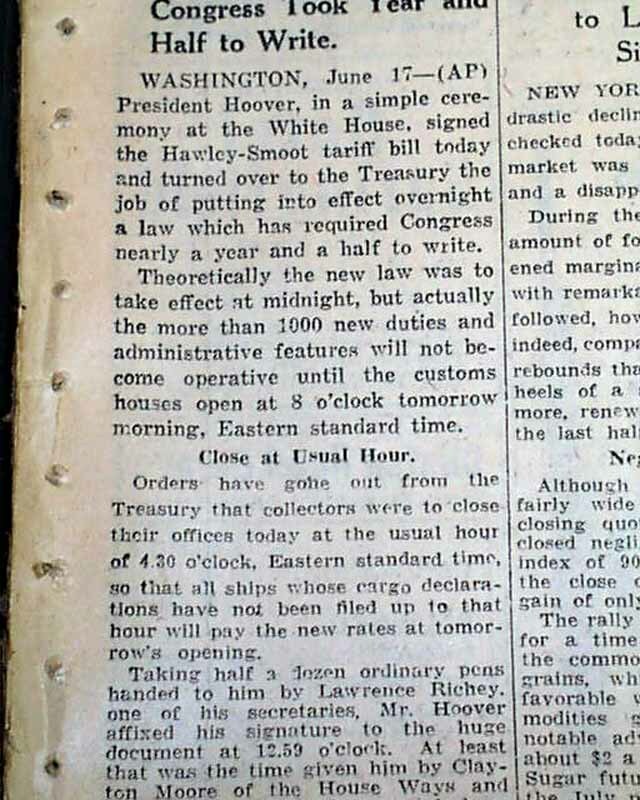 Congress Took Year and
Half to Write.
WASHINGTON, June 17—(AP)
President Hoover, in a simple cere-
mony at the White House, signed
the Hawley-Smoot tariff bill today
and turned over to the Treasury the
job of putting into effect overnight
a law which has required Congress
nearly a year and a half to write.
Theoretically the new law was to
take effect at midnight, but actually
the more than 1000 new duties and
administrative features will not be-
come operative until the customs
houses open at 8 o'clock tomorrow
morning, Eastern standard time.
Close at Usual Hour.
Orders have gone out from the
Treasury that collectors were to close
their offices today at the usual hour
of 4.30 o'clock, Eastern standard time,
so that all ships whose cargo declara-
tions have not been filed up to that
hour will pay the new rates at tomor-
row's opening.
Taking half a dozen ordinary pens
handed to him by Lawrence Richey,
one of his secretaries, Mr. Hoover
affixed his signature to the huge
document at 12.59 o'clock. At least
that was the time given him by Clay-
ton Moore of the House Ways and
to
NEW YOR
drastic declin
checked toda
market was
and a disapp
During the
amount of fo
ened margina
with remarka
followed, how
indeed, compa
rebounds tha
heels of a
more, renew
the last hal
Although
fairly wide
closing quo
closed negli
index of 90
the close
gain of onl
The rally
for a time
the commo
grains, wh
favorable
modities
notable ad
about $2 a
Sugar futu
the July